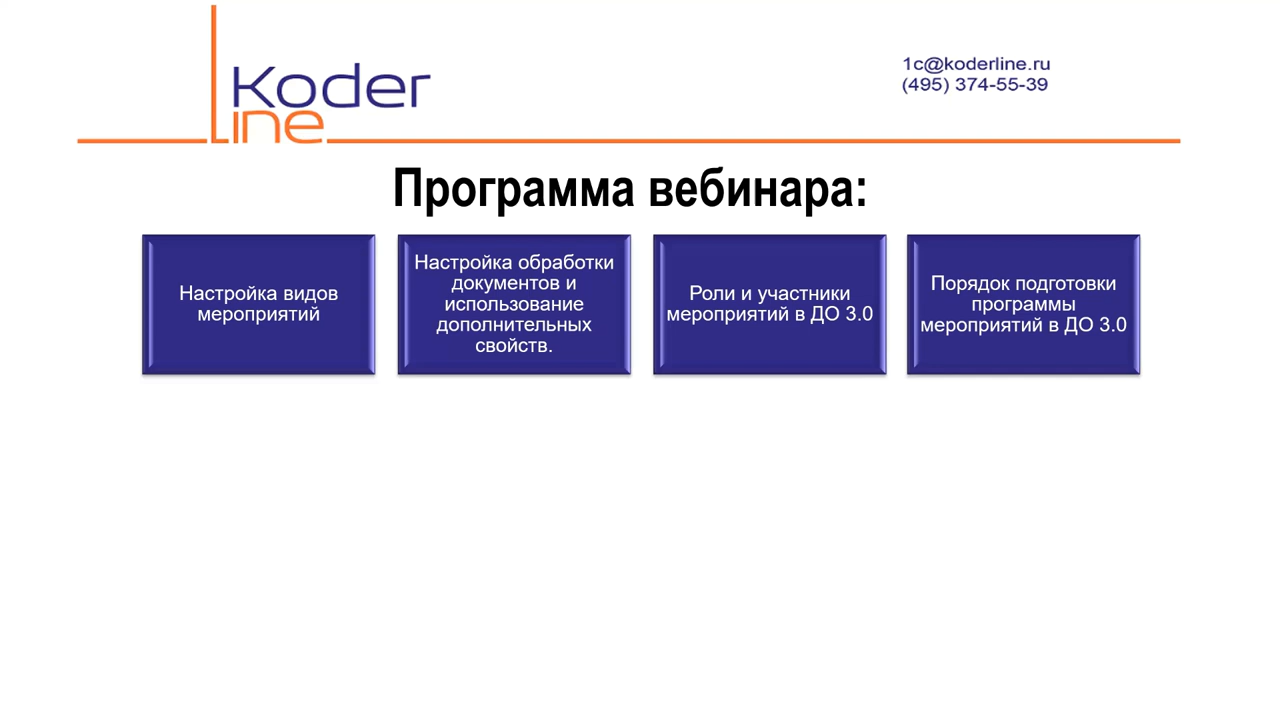 Koder
Line
1c@koderline.ru
(495) 374-55-39
Программа вебинара:
Настройка видов
мероприятий
Настройка обработки
документов и
использование
дополнительных
свойств.
Роли и участники
мероприятий в ДО 3.0
Порядок подготовки
программы
мероприятий в ДО 3.0